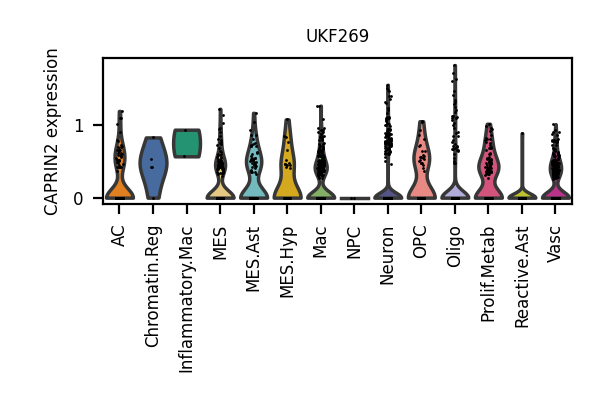 UKF269
CAPRIN2 expression
1
0
AC
Chromatin.Reg
Inflammatory.Mac
MES
MES.Ast
MES.Hyp
Mac
NPC
Neuron
OPC
Oligo
Prolif.Metab
Reactive.Ast
Vasc